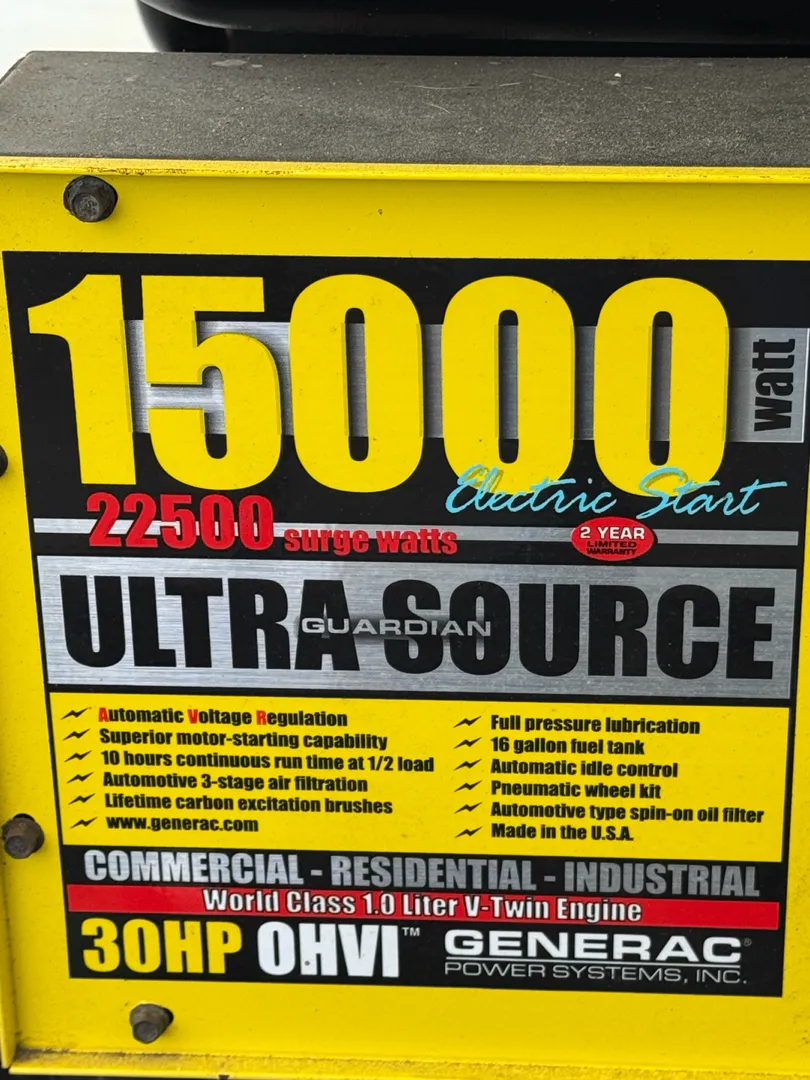 15000 watt
Electric Start
22500 surge watts
2 YEAR
LIMITED
WARRANTY
ULTRA SOURCE
GUARDIAN
Automatic Voltage Regulation
Superior motor-starting capability
10 hours continuous run time at 1/2 load
Automotive 3-stage air filtration
Lifetime carbon excitation brushes
www.generac.com
Full pressure lubrication
16 gallon fuel tank
Automatic idle control
Pneumatic wheel kit
Automotive type spin-on oil filter
Made in the U.S.A.
COMMERCIAL - RESIDENTIAL - INDUSTRIAL
World Class 1.0 Liter V-Twin Engine
30HP OHVI™ GENERAC®
POWER SYSTEMS, INC.